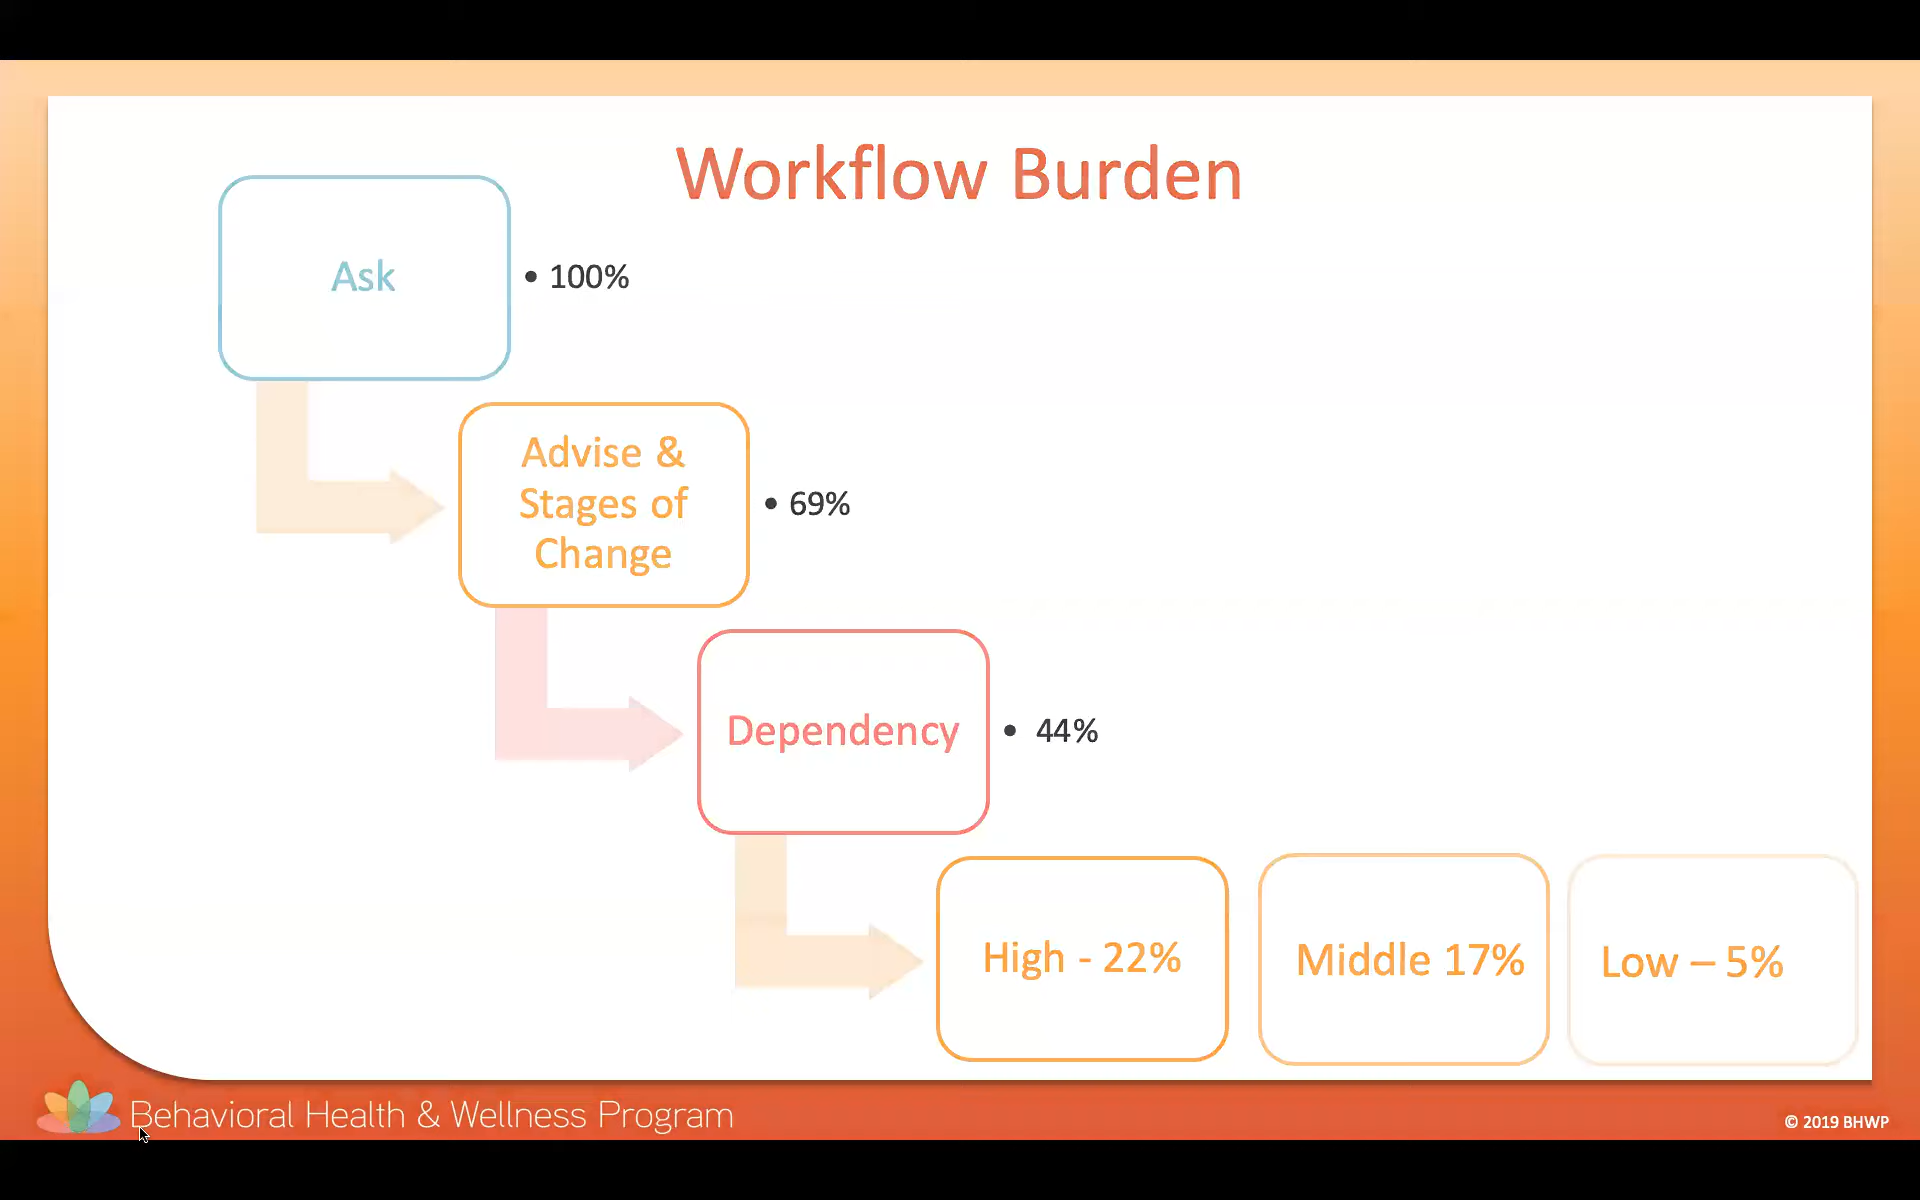 Workflow Burden
Ask
• 100%
Advise &
Stages of
Change
• 69%
Dependency
• 44%
High - 22%
Middle 17%
Low – 5%
Behavioral Health & Wellness Program
© 2019 BHWP